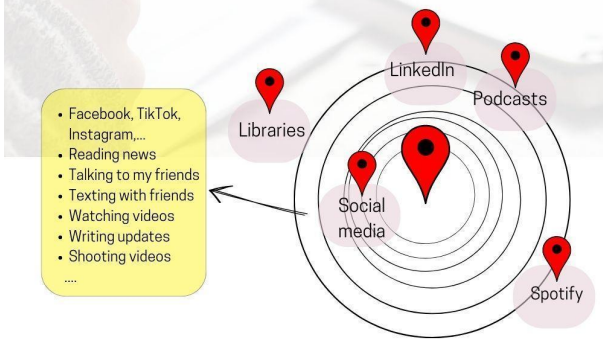 LinkedIn
Podcasts
Libraries
• Facebook, TikTok,
Instagram,...
• Reading news
• Talking to my friends
• Texting with friends
• Watching videos
• Writing updates
• Shooting videos
....
Social
media
Spotify